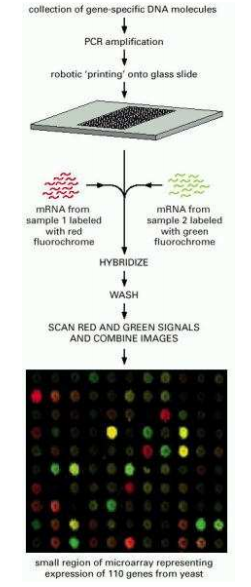 collection of gene-specific DNA molecules
PCR amplification
robotic 'printing' onto glass slide
mRNA from
sample 1 labeled
with red
fluorochrome
mRNA from
sample 2 labeled
with green
fluorochrome
HYBRIDIZE
WASH
SCAN RED AND GREEN SIGNALS
AND COMBINE IMAGES
small region of microarray representing
expression of 110 genes from yeast